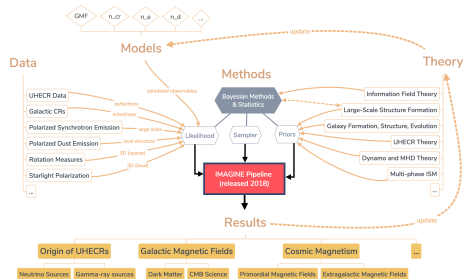 GMF
n_cr
n_e
n_d
...
update
Models
Data
Theory
Methods
simulated observables
Bayesian Methods
& Statistics
UHECR Data
Galactic CRs
Polarized Synchrotron Emission
Polarized Dust Emission
Rotation Measures
Starlight Polarization
...
deflections
anisotropy
large scale
local structure
3D (sparse)
3D (local)
Information Field Theory
Large-Scale Structure Formation
Galaxy Formation, Structure, Evolution
UHECR Theory
Dynamo and MHD Theory
Multi-phase ISM
...
Likelihood
Sampler
Priors
IMAGINE Pipeline
(released 2018)
Results
update
Origin of UHECRs
Galactic Magnetic Fields
Cosmic Magnetism
...
Neutrino Sources
Gamma-ray sources
Dark Matter
CMB Science
Primordial Magnetic Fields
Extragalactic Magnetic Fields